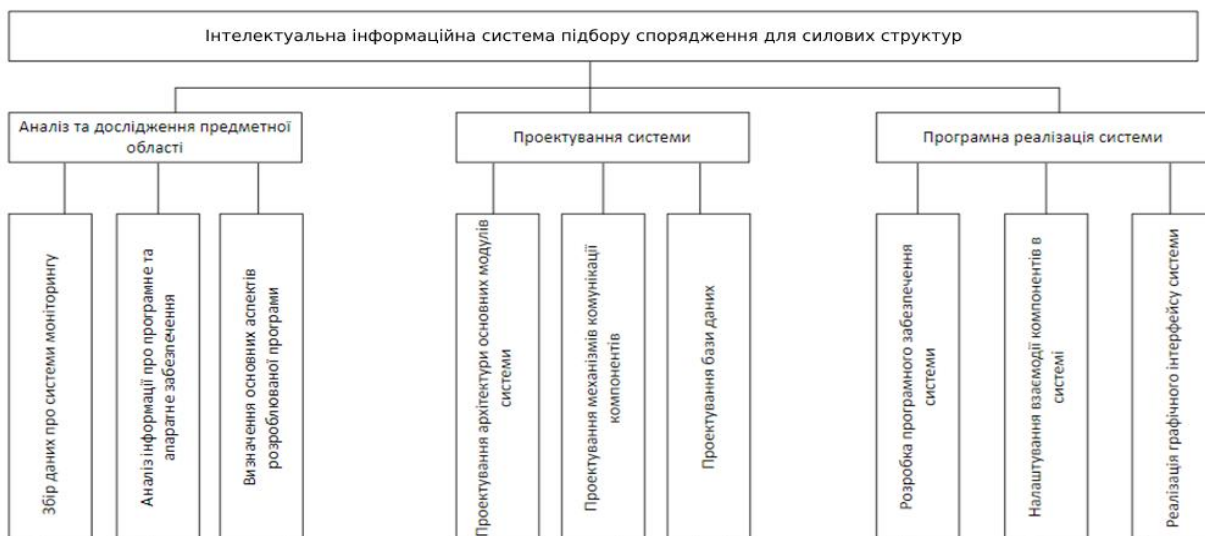 Інтелектуальна інформаційна система підбору спорядження для силових структур
Аналіз та дослідження предметної
області
Проектування системи
Програмна реалізація системи
Збір даних про системи моніторингу
Аналіз інформації про програмне та
апаратне забезпечення
Визначення основних аспектів
розроблюваної програми
Проектування архітектури основних модулів
системи
Проектування механізмів комунікації
компонентів
Проектування бази даних
Розробка програмного забезпечення
системи
Налаштування взаємодії компонентів в
системі
Реалізація графічного інтерфейсу системи